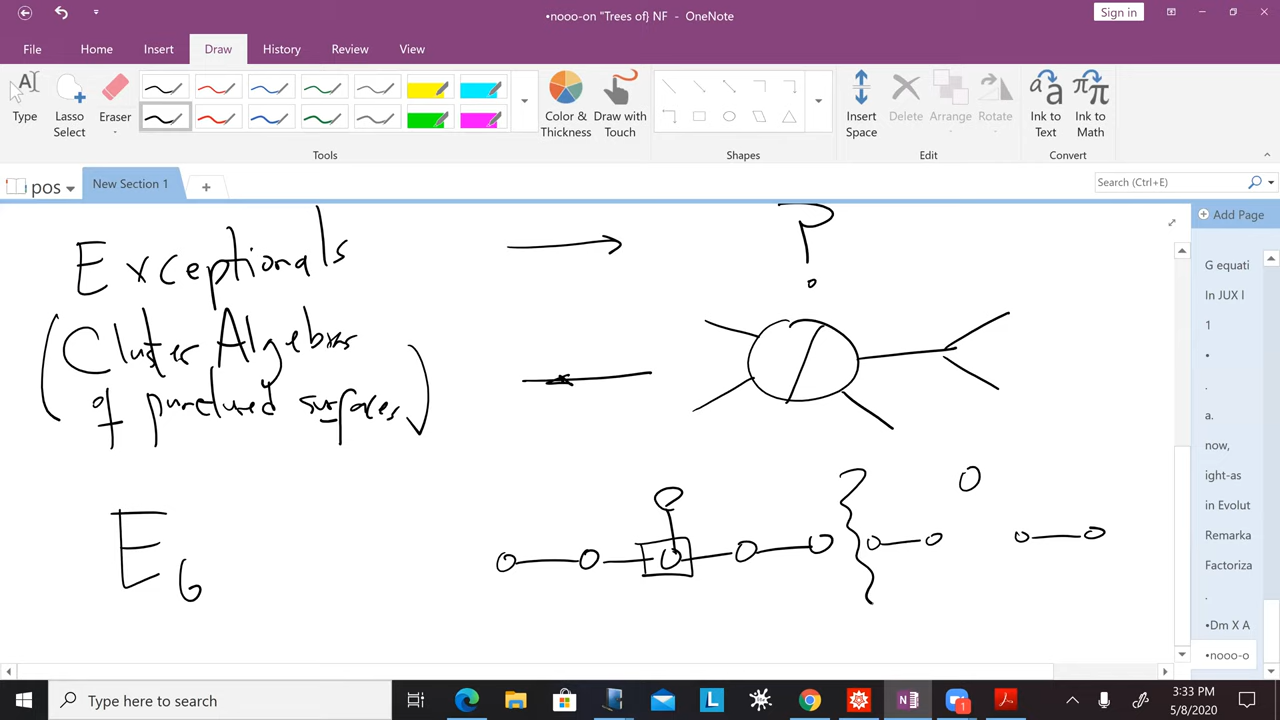 •nooo-on "Trees of} NF - OneNote
Sign in
File Home Insert Draw History Review View
Type
Lasso Select
Eraser
Color & Thickness
Draw with Touch
Insert Space
Delete
Arrange
Rotate
Ink to Text
Ink to Math
Tools
Shapes
Edit
Convert
pos
New Section 1
+
Search (Ctrl+E)
Add Page
Exceptionals → ?
(Cluster Algebras
of punctured surfaces)
E6
G equati
In JUX l
1
•
.
a.
now,
ight-as
in Evolut
Remarka
Factoriza
.
•Dm X A
•nooo-o
Type here to search
3:33 PM
5/8/2020